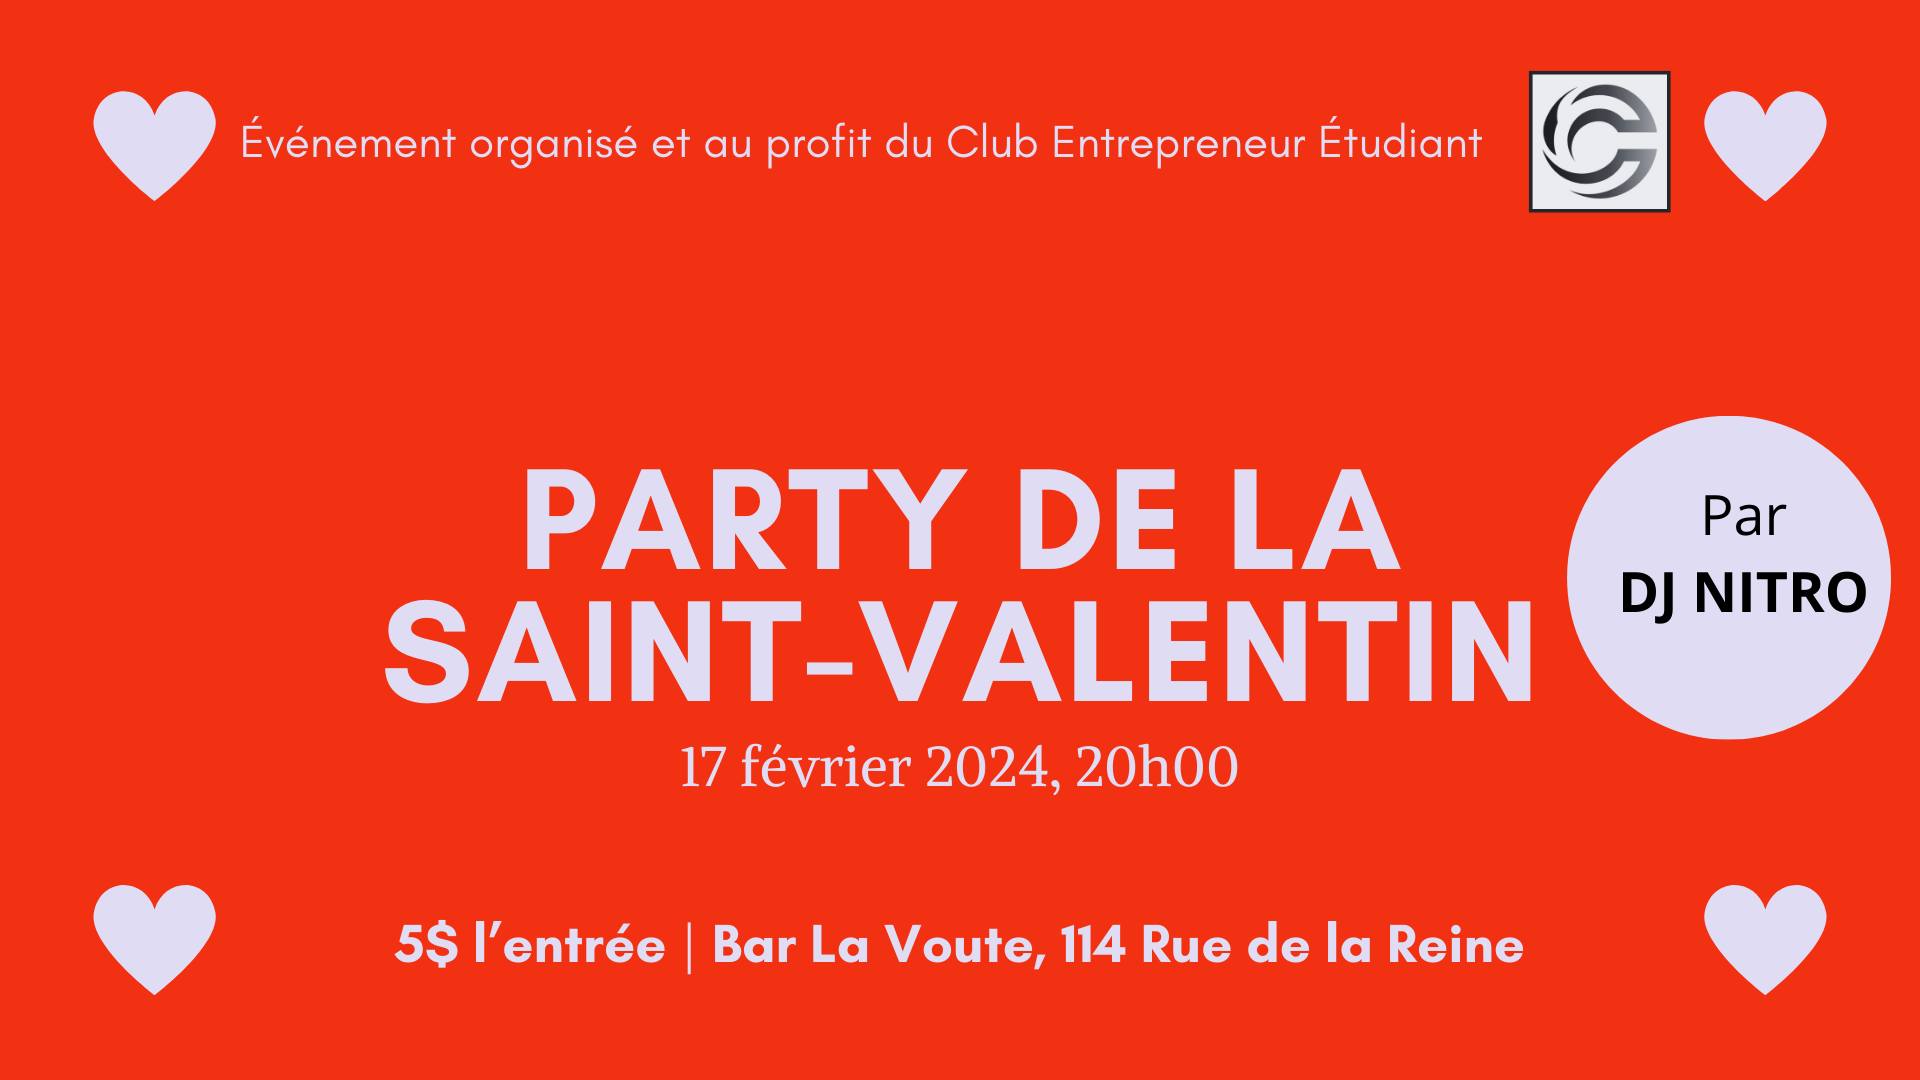 Événement organisé et au profit du Club Entrepreneur Étudiant
PARTY DE LA
SAINT-VALENTIN
Par
DJ NITRO
17 février 2024, 20h00
5$ l’entrée | Bar La Voute, 114 Rue de la Reine